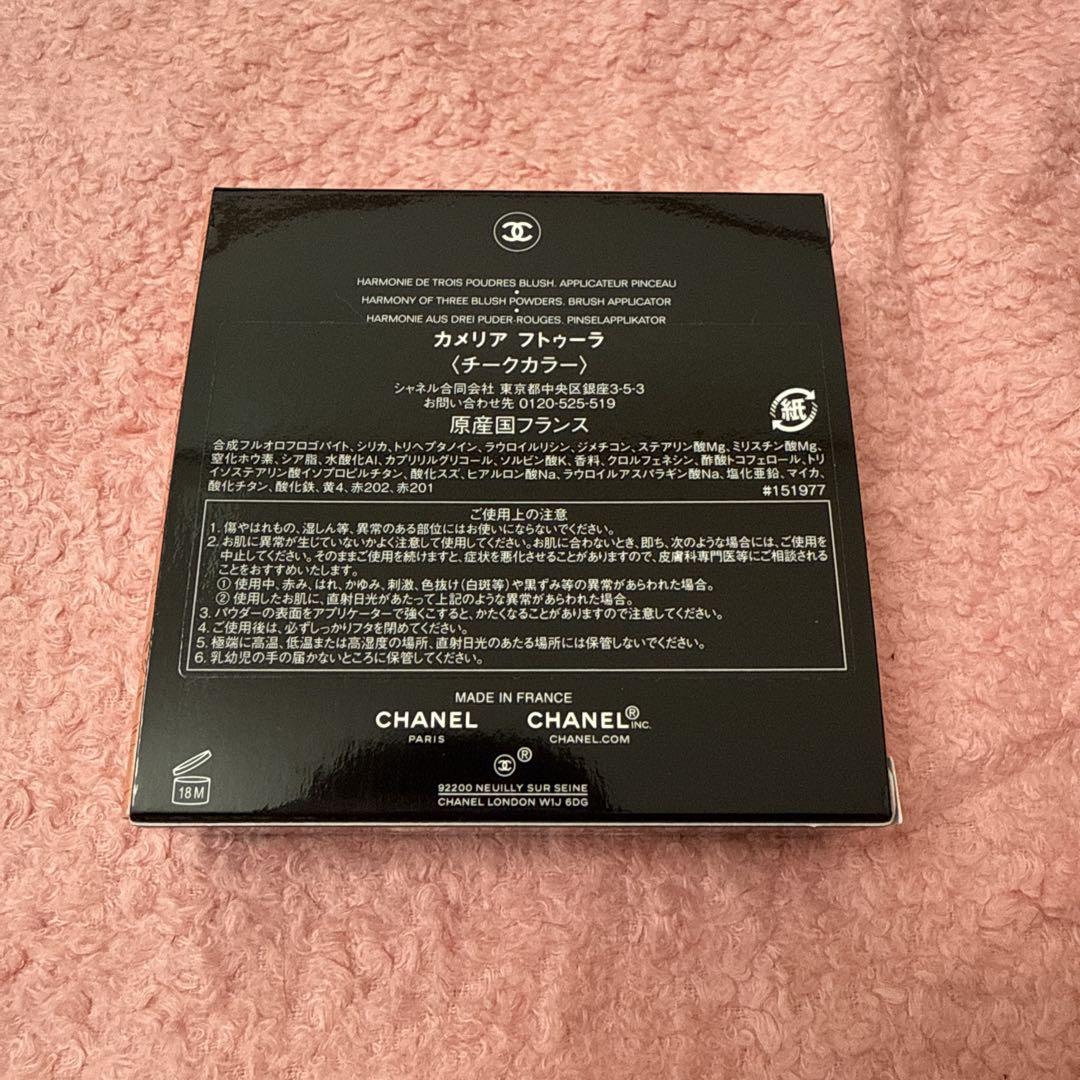 HARMONIE DE TROIS POUDRES BLUSH. APPLICATEUR PINCEAU
•
HARMONY OF THREE BLUSH POWDERS. BRUSH APPLICATOR
•
HARMONIE AUS DREI PUDER-ROUGES. PINSELAPPLIKATOR
カメリア フトゥーラ
〈チークカラー〉
シャネル合同会社 東京都中央区銀座3-5-3
お問い合わせ先 0120-525-519
原産国フランス
紙
合成フルオロフロゴパイト、シリカ、トリヘプタノイン、ラウロイルリシン、ジメチコン、ステアリン酸Mg、ミリスチン酸Mg、
窒化ホウ素、シア脂、水酸化Al、カプリリルグリコール、ソルビン酸K、香料、クロルフェネシン、酢酸トコフェロール、トリ
イソステアリン酸イソプロピルチタン、酸化スズ、ヒアルロン酸Na、ラウロイルアスパラギン酸Na、塩化亜鉛、マイカ、
酸化チタン、酸化鉄、黄4、赤202、赤201
#151977
ご使用上の注意
1. 傷やはれもの、湿しん等、異常のある部位にはお使いにならないでください。
2. お肌に異常が生じていないかよく注意して使用してください。お肌に合わないとき、即ち、次のような場合には、ご使用を
中止してください。そのままご使用を続けますと、症状を悪化させることがありますので、皮膚科専門医等にご相談される
ことをおすすめいたします。
① 使用中、赤み、はれ、かゆみ、刺激、色抜け(白斑等)や黒ずみ等の異常があらわれた場合。
② 使用したお肌に、直射日光があたって上記のような異常があらわれた場合。
3. パウダーの表面をアプリケーターで強くこすると、かたくなることがありますので注意してください。
4. ご使用後は、必ずしっかりフタを閉めてください。
5. 極端に高温、低温または高湿度の場所、直射日光のあたる場所には保管しないでください。
6. 乳幼児の手の届かないところに保管してください。
MADE IN FRANCE
CHANEL CHANEL® INC.
PARIS CHANEL.COM
®
18 M
92200 NEUILLY SUR SEINE
CHANEL LONDON W1J 6DG